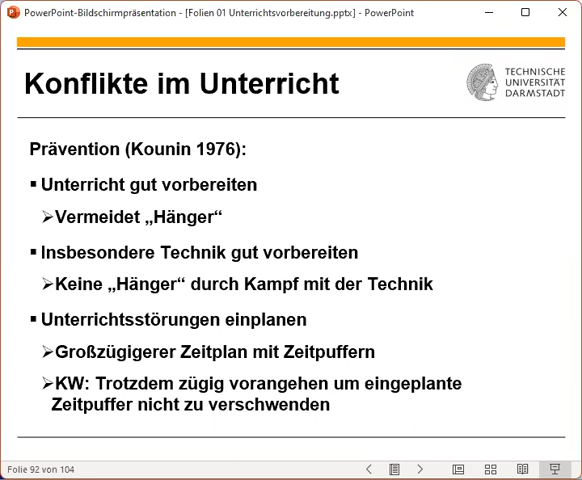 PowerPoint-Bildschirmpräsentation - [Folien 01 Unterrichtsvorbereitung.pptx] - PowerPoint
Konflikte im Unterricht
TECHNISCHE
UNIVERSITÄT
DARMSTADT
Prävention (Kounin 1976):
▪ Unterricht gut vorbereiten
➢Vermeidet „Hänger“
▪ Insbesondere Technik gut vorbereiten
➢Keine „Hänger“ durch Kampf mit der Technik
▪ Unterrichtsstörungen einplanen
➢Großzügigerer Zeitplan mit Zeitpuffern
➢KW: Trotzdem zügig vorangehen um eingeplante
Zeitpuffer nicht zu verschwenden
Folie 92 von 104